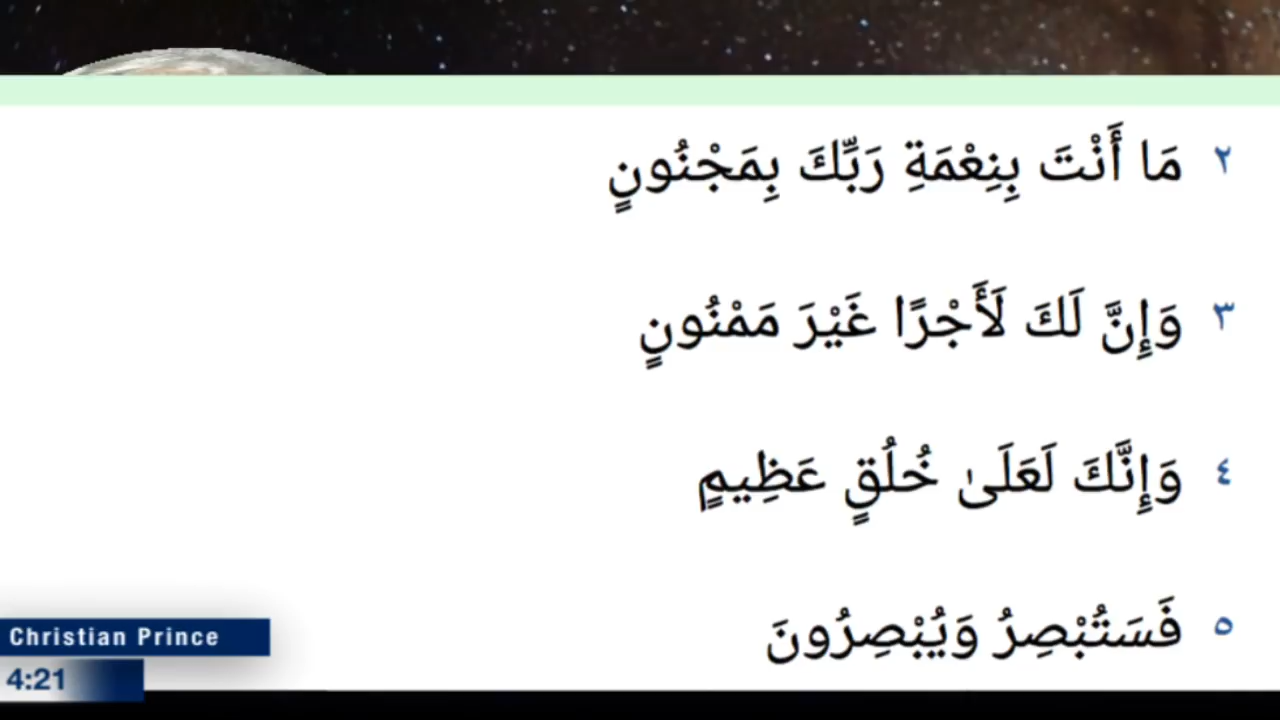 ٢ مَا أَنْتَ بِنِعْمَةِ رَبِّكَ بِمَجْنُونٍ
٣ وَإِنَّ لَكَ لَأَجْرًا غَيْرَ مَمْنُونٍ
٤ وَإِنَّكَ لَعَلَىٰ خُلُقٍ عَظِيمٍ
٥ فَسَتُبْصِرُ وَيُبْصِرُونَ
Christian Prince
4:21